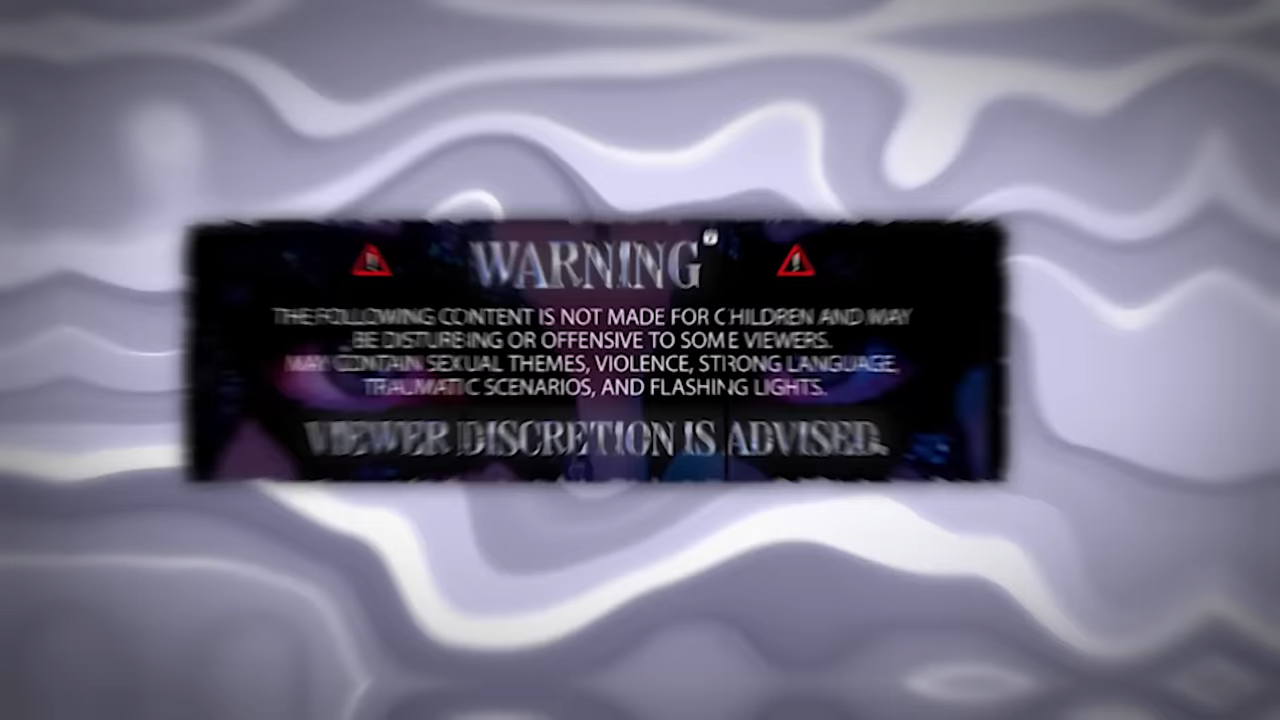 WARNING
THE FOLLOWING CONTENT IS NOT MADE FOR CHILDREN AND MAY
BE DISTURBING OR OFFENSIVE TO SOME VIEWERS.
MAY CONTAIN SEXUAL THEMES, VIOLENCE, STRONG LANGUAGE,
TRAUMATIC SCENARIOS, AND FLASHING LIGHTS.
VIEWER DISCRETION IS ADVISED.